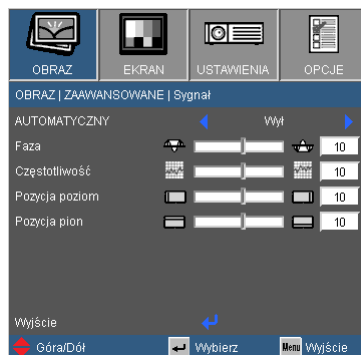 OBRAZ EKRAN USTAWIENIA OPCJE
OBRAZ | ZAAWANSOWANE | Sygnał
AUTOMATYCZNY Wył
Faza 10
Częstotliwość 10
Pozycja poziom 10
Pozycja pion 10
Wyjście
Góra/Dół Wybierz Menu Wyjście